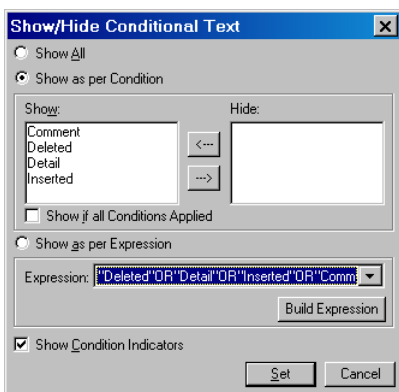 Show/Hide Conditional Text
Show All
Show as per Condition
Show:
Hide:
Comment
Deleted
Detail
Inserted
<---
--->
Show if all Conditions Applied
Show as per Expression
Expression: "Deleted"OR"Detail"OR"Inserted"OR"Comm
Build Expression
Show Condition Indicators
Set
Cancel